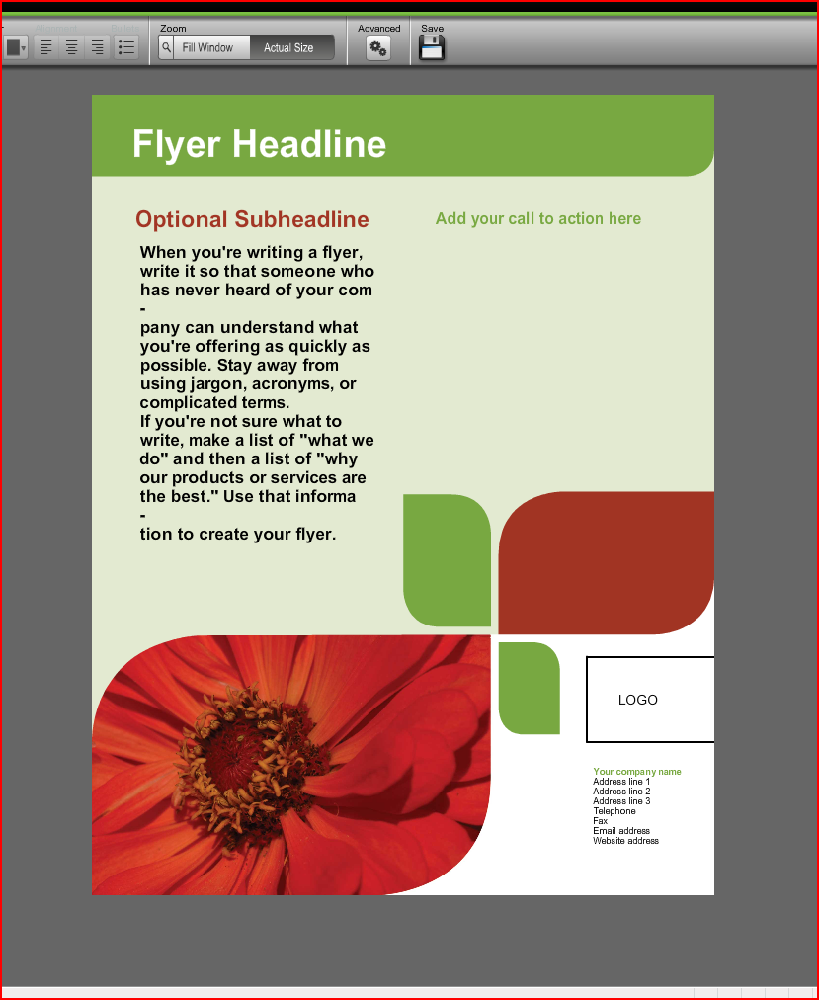 Zoom
Advanced
Save
Fill Window
Actual Size
Flyer Headline
Optional Subheadline
When you're writing a flyer,
write it so that someone who
has never heard of your com
-
pany can understand what
you're offering as quickly as
possible. Stay away from
using jargon, acronyms, or
complicated terms.
If you're not sure what to
write, make a list of "what we
do" and then a list of "why
our products or services are
the best." Use that informa
-
tion to create your flyer.
Add your call to action here
LOGO
Your company name
Address line 1
Address line 2
Address line 3
Telephone
Fax
Email address
Website address